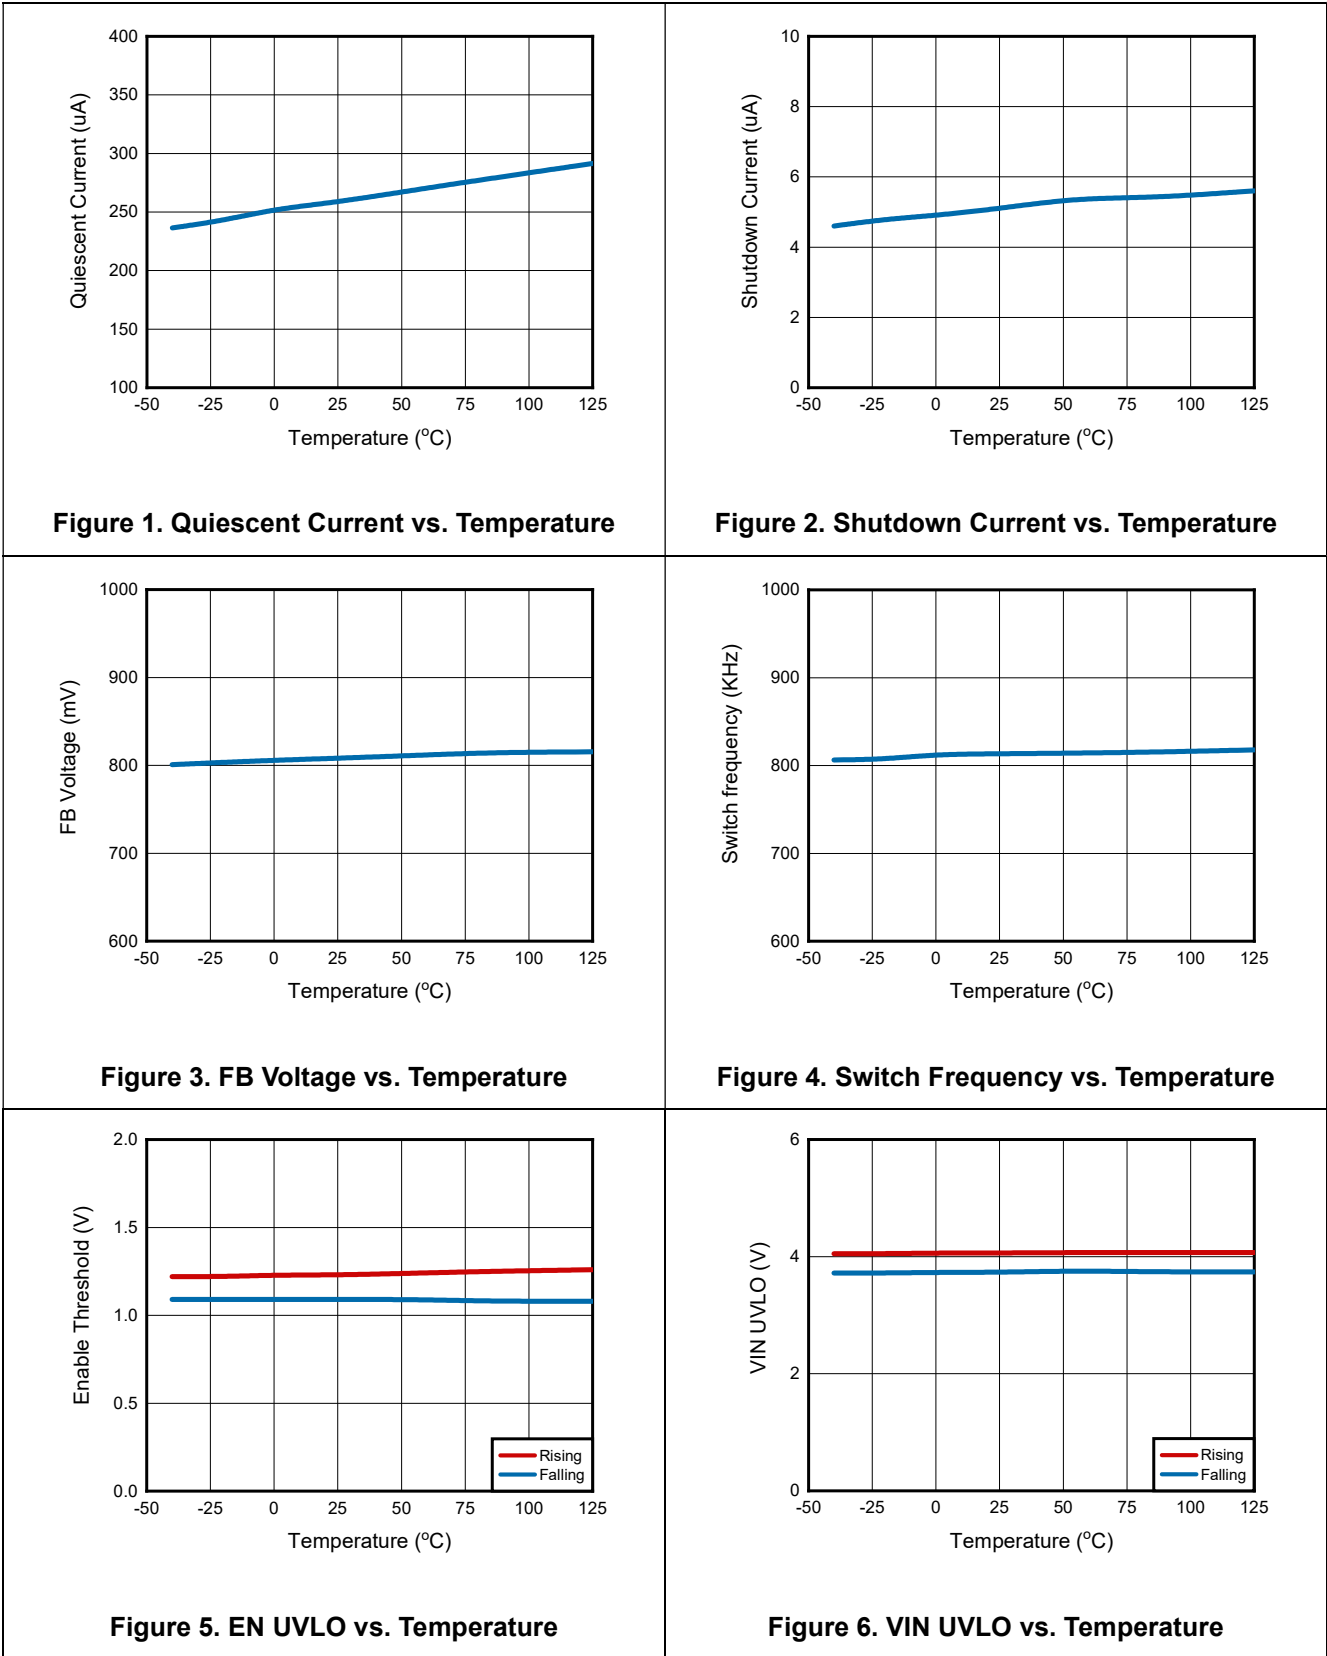 400
350
300
250
200
150
100
-50 -25 0 25 50 75 100 125
Quiescent Current (uA)
Temperature (°C)
Figure 1. Quiescent Current vs. Temperature
10
8
6
4
2
0
-50 -25 0 25 50 75 100 125
Shutdown Current (uA)
Temperature (°C)
Figure 2. Shutdown Current vs. Temperature
1000
900
800
700
600
-50 -25 0 25 50 75 100 125
FB Voltage (mV)
Temperature (°C)
Figure 3. FB Voltage vs. Temperature
1000
900
800
700
600
-50 -25 0 25 50 75 100 125
Switch frequency (KHz)
Temperature (°C)
Figure 4. Switch Frequency vs. Temperature
2.0
1.5
1.0
0.5
0.0
-50 -25 0 25 50 75 100 125
Enable Threshold (V)
Rising
Falling
Temperature (°C)
Figure 5. EN UVLO vs. Temperature
6
4
2
0
-50 -25 0 25 50 75 100 125
VIN UVLO (V)
Rising
Falling
Temperature (°C)
Figure 6. VIN UVLO vs. Temperature